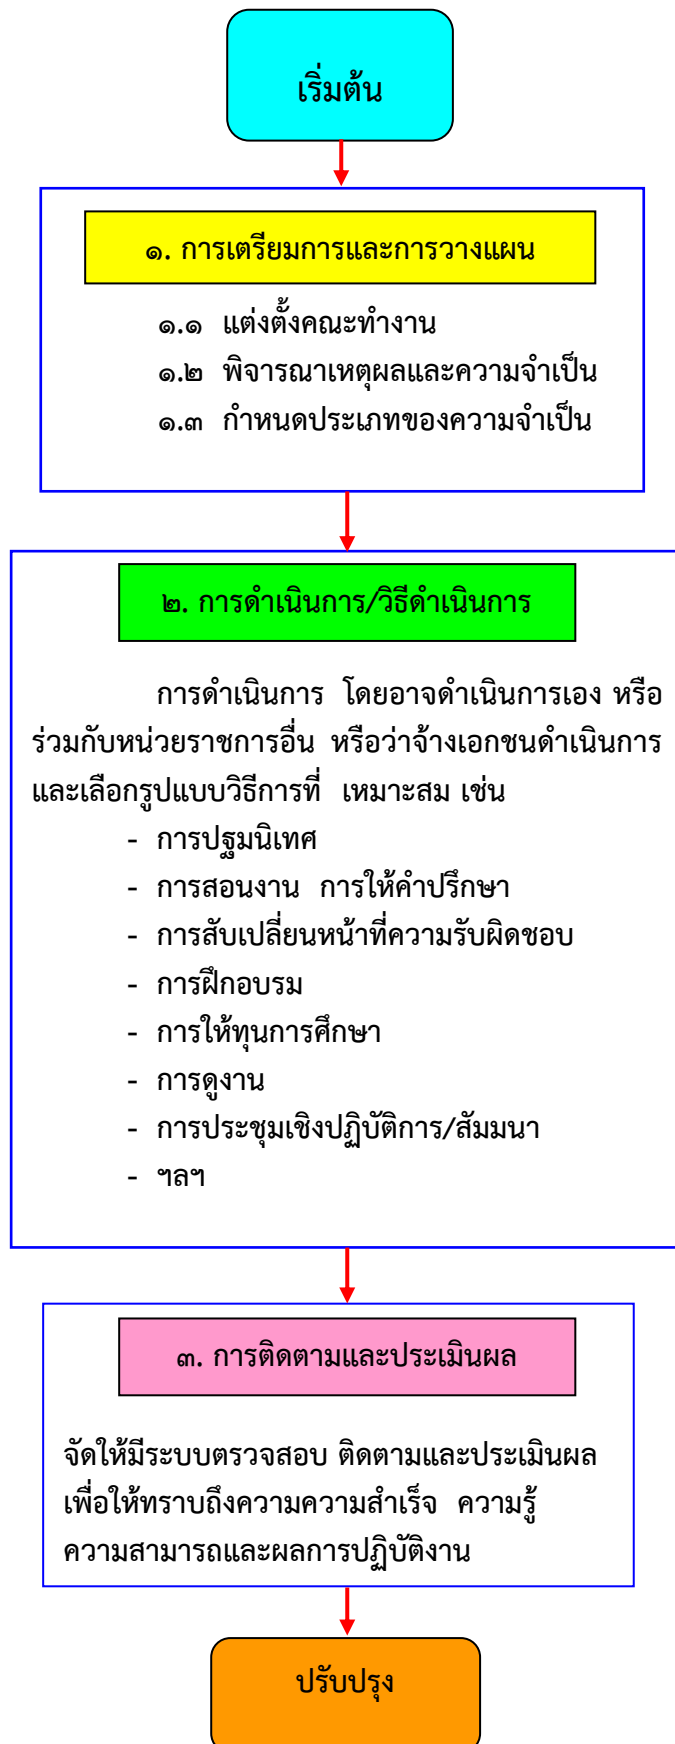 เริ่มต้น
๑. การเตรียมการและการวางแผน
๑.๑ แต่งตั้งคณะทำงาน
๑.๒ พิจารณาเหตุผลและความจำเป็น
๑.๓ กำหนดประเภทของความจำเป็น
๒. การดำเนินการ/วิธีดำเนินการ
การดำเนินการ โดยอาจดำเนินการเอง หรือ
ร่วมกับหน่วยราชการอื่น หรือว่าจ้างเอกชนดำเนินการ
และเลือกรูปแบบวิธีการที่ เหมาะสม เช่น
- การปฐมนิเทศ
- การสอนงาน การให้คำปรึกษา
- การสับเปลี่ยนหน้าที่ความรับผิดชอบ
- การฝึกอบรม
- การให้ทุนการศึกษา
- การดูงาน
- การประชุมเชิงปฏิบัติการ/สัมมนา
- ฯลฯ
๓. การติดตามและประเมินผล
จัดให้มีระบบตรวจสอบ ติดตามและประเมินผล
เพื่อให้ทราบถึงความความสำเร็จ ความรู้
ความสามารถและผลการปฏิบัติงาน
ปรับปรุง